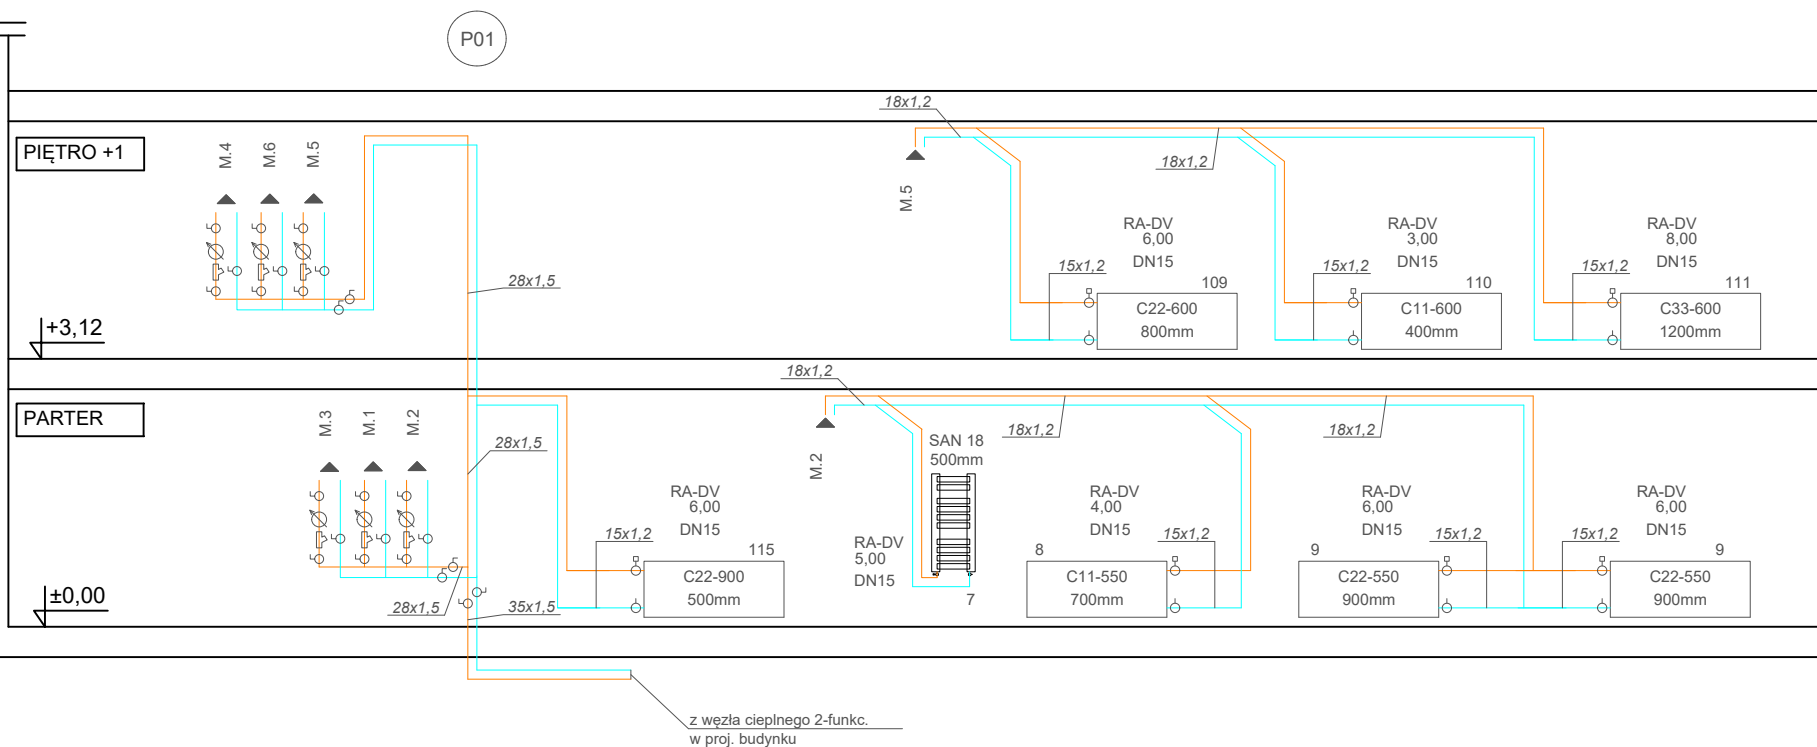 P01
18x1,2
PIĘTRO +1
M.4
M.6
M.5
18x1,2
M.5
RA-DV
6,00
DN15
RA-DV
3,00
DN15
RA-DV
8,00
DN15
28x1,5
15x1,2
109
15x1,2
110
15x1,2
111
C22-600
800mm
C11-600
400mm
C33-600
1200mm
+3,12
18x1,2
PARTER
M.3
M.1
M.2
28x1,5
18x1,2
18x1,2
M.2
SAN 18
500mm
RA-DV
6,00
DN15
RA-DV
4,00
DN15
RA-DV
6,00
DN15
RA-DV
6,00
DN15
15x1,2
115
RA-DV
5,00
DN15
15x1,2
15x1,2
15x1,2
8
9
9
C22-900
500mm
7
C11-550
700mm
C22-550
900mm
C22-550
900mm
±0,00
28x1,5
35x1,5
z węzła cieplnego 2-funkc.
w proj. budynku